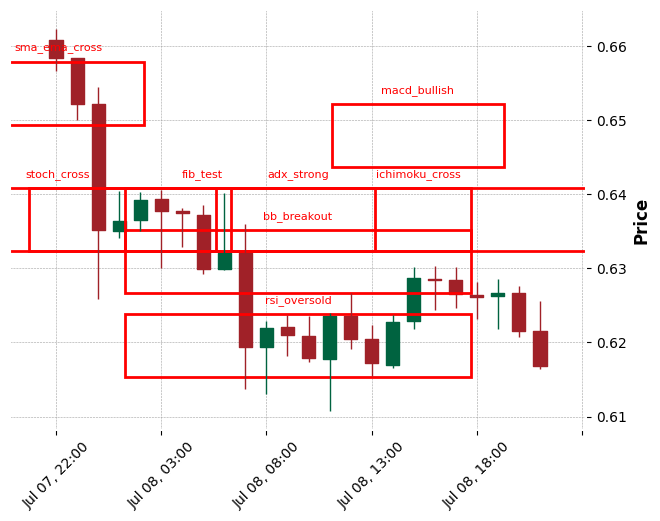 sma_ema_cross
macd_bullish
stoch_cross
fib_test
adx_strong
ichimoku_cross
bb_breakout
rsi_oversold
0.66
0.65
0.64
0.63
0.62
0.61
Price
Jul 07, 22:00
Jul 08, 03:00
Jul 08, 08:00
Jul 08, 13:00
Jul 08, 18:00